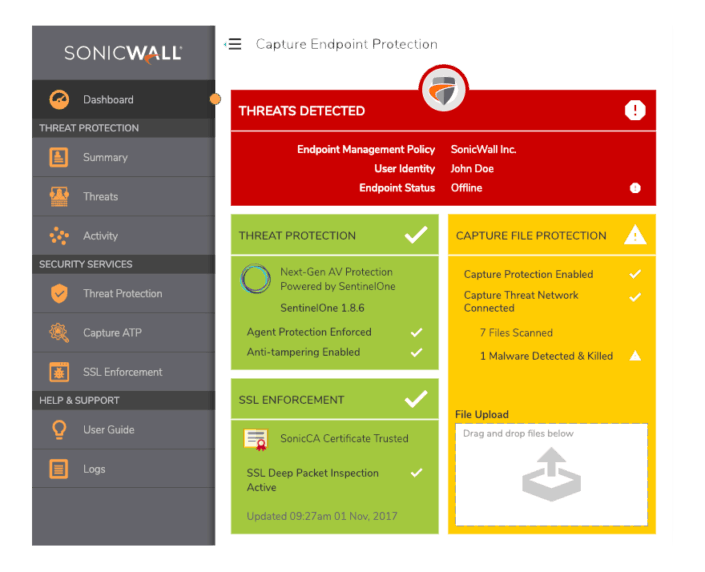 SONICWALL
Capture Endpoint Protection
Dashboard
THREAT PROTECTION
Summary
Threats
Activity
SECURITY SERVICES
Threat Protection
Capture ATP
SSL Enforcement
HELP & SUPPORT
User Guide
Logs
THREATS DETECTED
Endpoint Management Policy SonicWall Inc.
User Identity John Doe
Endpoint Status Offline
THREAT PROTECTION
Next-Gen AV Protection
Powered by SentinelOne
SentinelOne 1.8.6
Agent Protection Enforced
Anti-tampering Enabled
SSL ENFORCEMENT
SonicCA Certificate Trusted
SSL Deep Packet Inspection
Active
Updated 09:27am 01 Nov, 2017
CAPTURE FILE PROTECTION
Capture Protection Enabled
Capture Threat Network
Connected
7 Files Scanned
1 Malware Detected & Killed
File Upload
Drag and drop files below